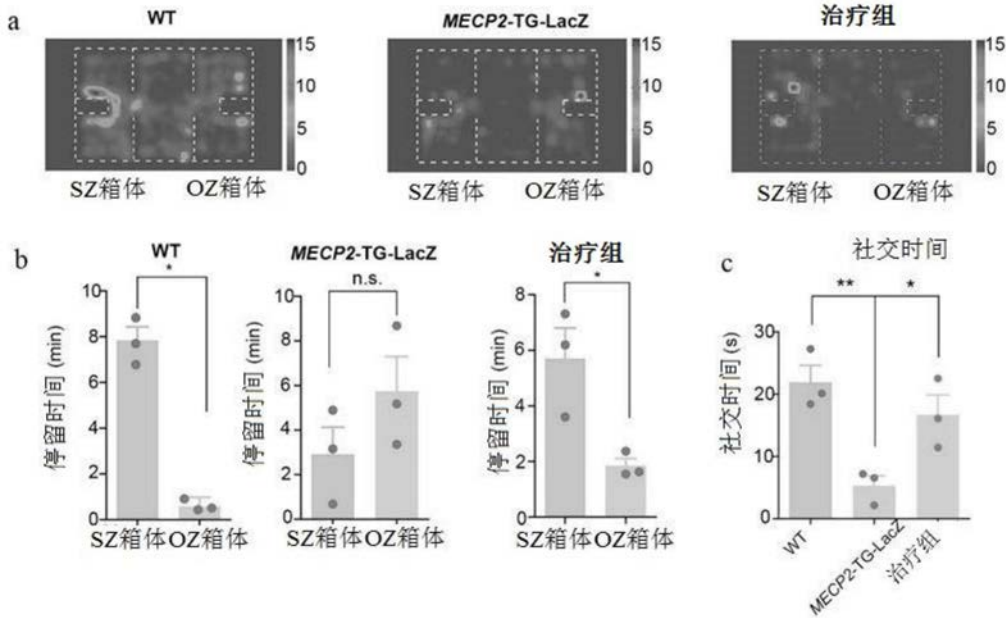 a
WT
MECP2-TG-LacZ
治疗组
15
10
5
0
15
10
5
0
15
10
5
0
SZ箱体
OZ箱体
SZ箱体
OZ箱体
SZ箱体
OZ箱体
b
WT
*
停留时间 (min)
10
8
6
4
2
0
SZ箱体
OZ箱体
MECP2-TG-LacZ
n.s.
停留时间 (min)
10
8
6
4
2
0
SZ箱体
OZ箱体
治疗组
*
停留时间 (min)
8
6
4
2
0
SZ箱体
OZ箱体
c
社交时间
**
*
社交时间 (s)
30
20
10
0
WT
MECP2-TG-LacZ
治疗组